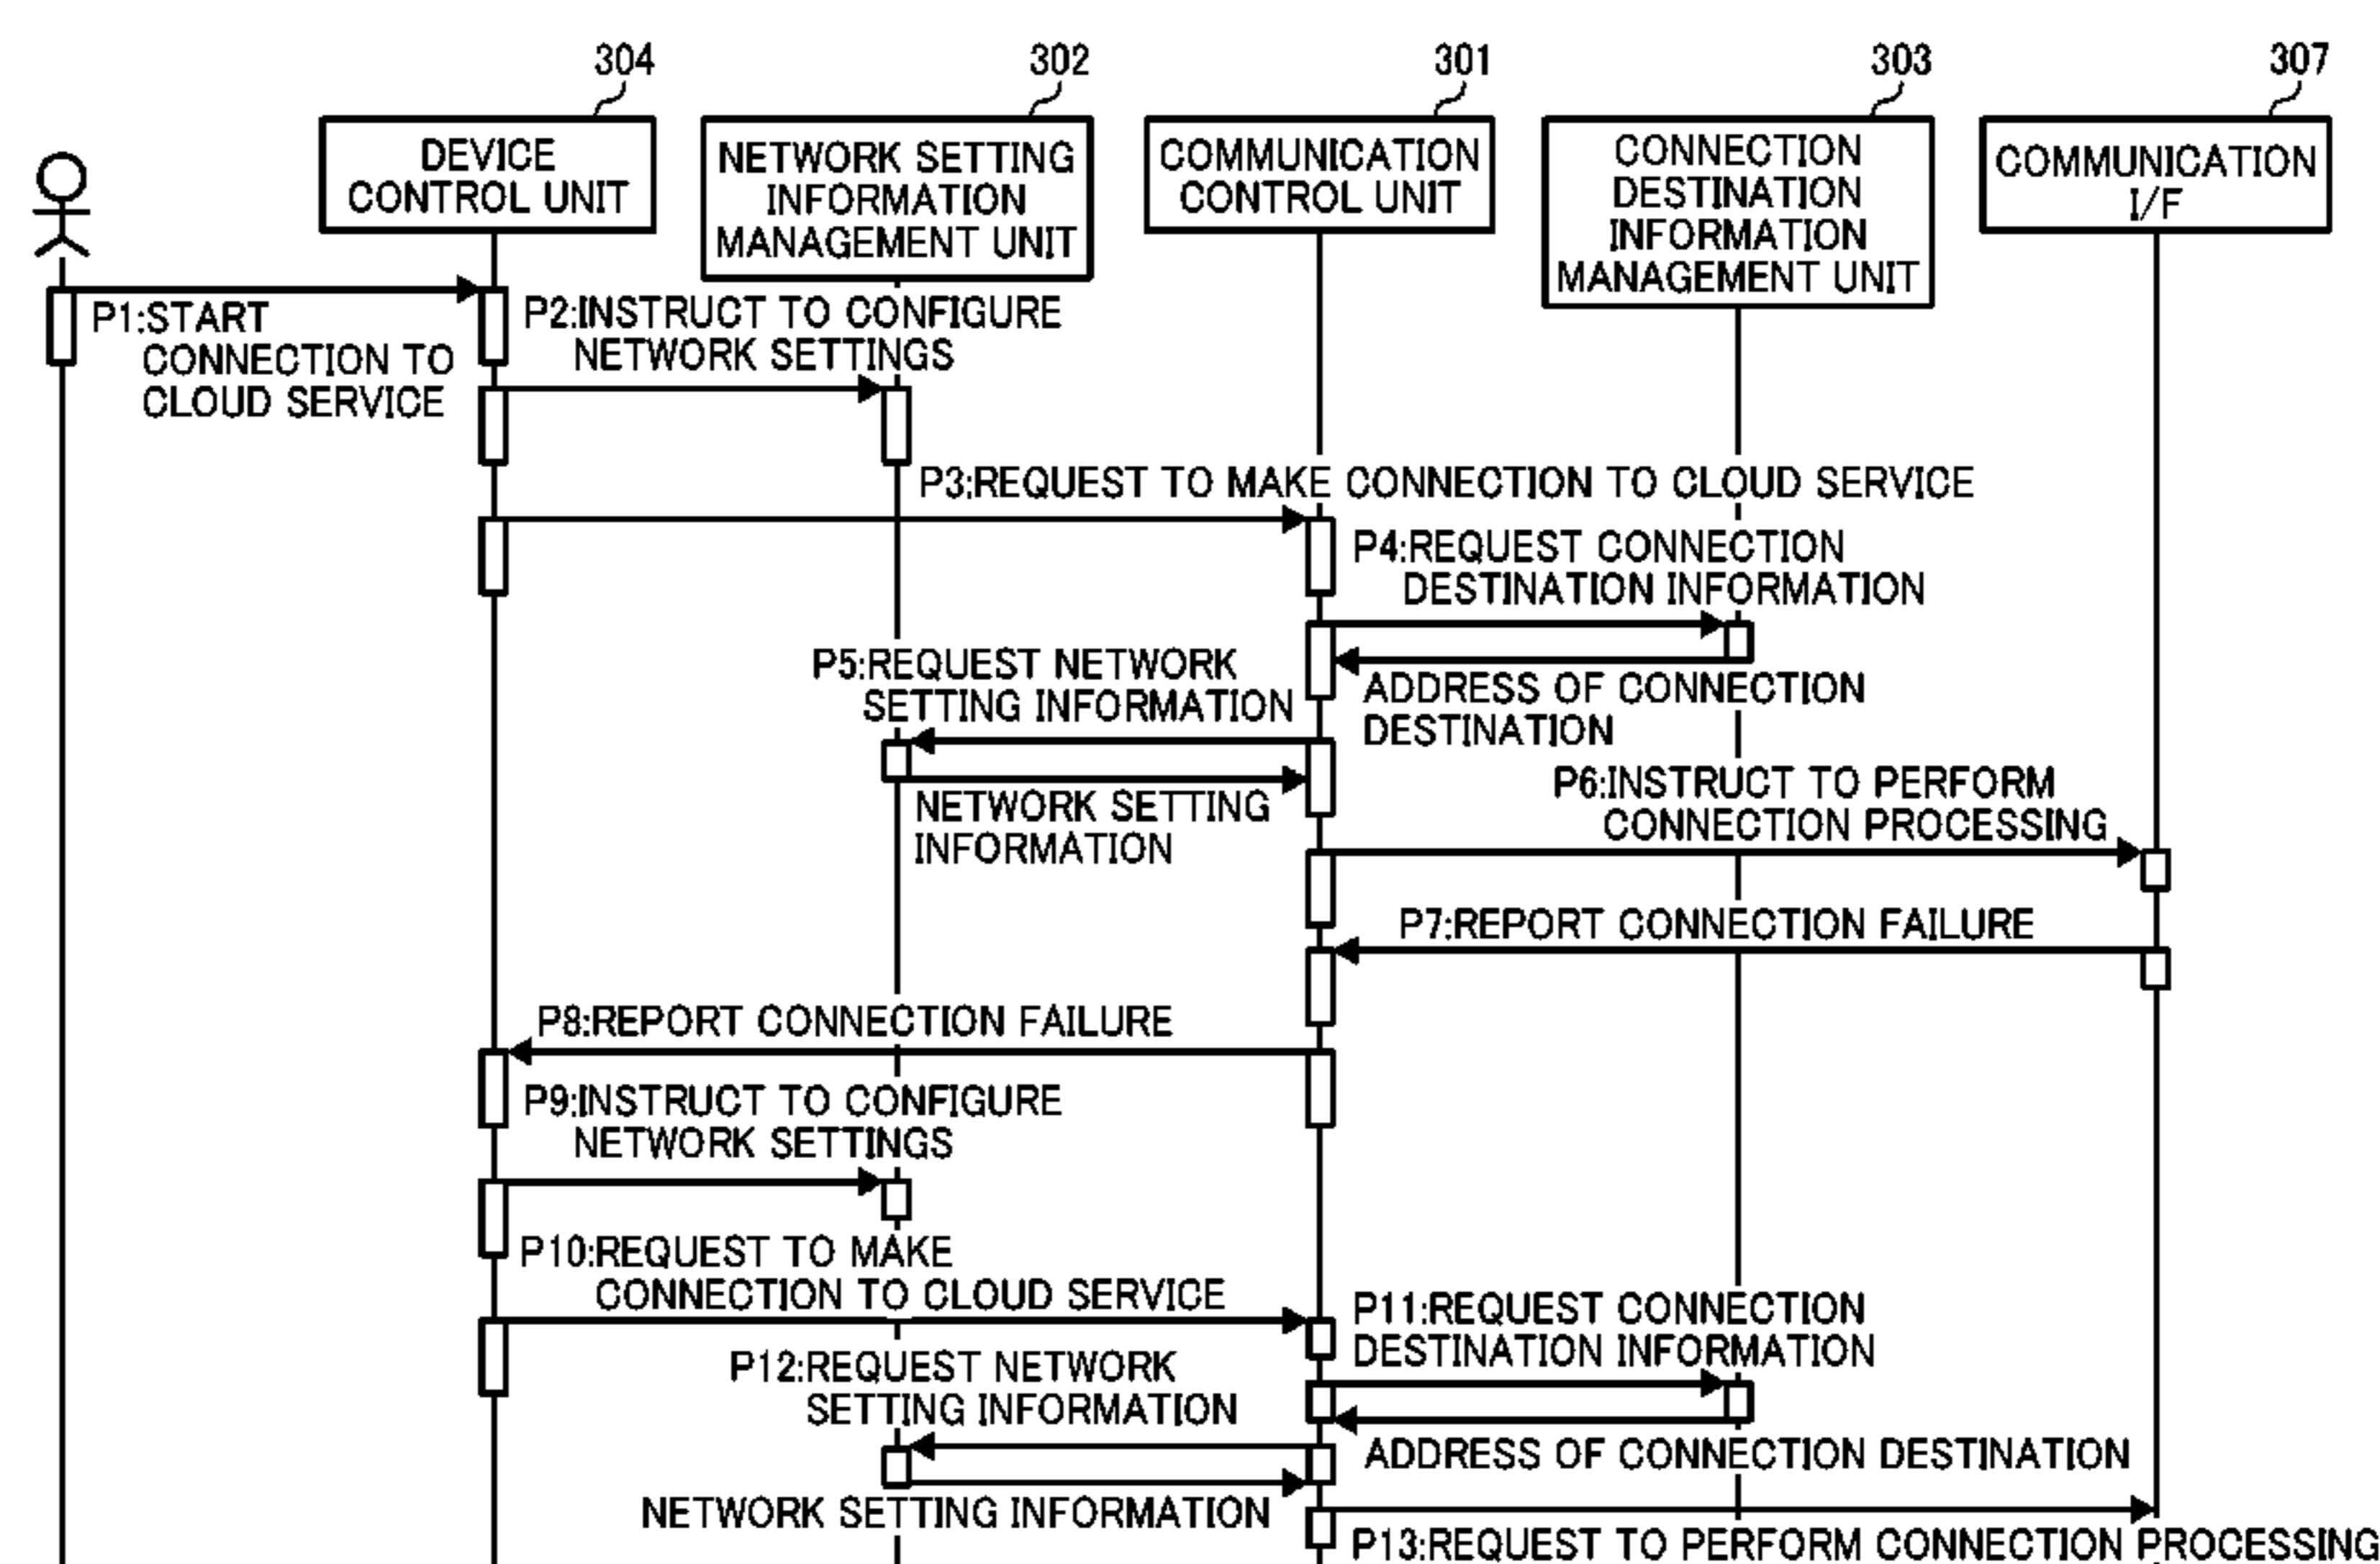 304
302
301
303
307
DEVICE
CONTROL UNIT
NETWORK SETTING
INFORMATION
MANAGEMENT UNIT
COMMUNICATION
CONTROL UNIT
CONNECTION
DESTINATION
INFORMATION
MANAGEMENT UNIT
COMMUNICATION
I/F
P1:START
CONNECTION TO
CLOUD SERVICE
P2:INSTRUCT TO CONFIGURE
NETWORK SETTINGS
P3:REQUEST TO MAKE CONNECTION TO CLOUD SERVICE
P4:REQUEST CONNECTION
DESTINATION INFORMATION
ADDRESS OF CONNECTION
DESTINATION
P5:REQUEST NETWORK
SETTING INFORMATION
NETWORK SETTING
INFORMATION
P6:INSTRUCT TO PERFORM
CONNECTION PROCESSING
P7:REPORT CONNECTION FAILURE
P8:REPORT CONNECTION FAILURE
P9:INSTRUCT TO CONFIGURE
NETWORK SETTINGS
P10:REQUEST TO MAKE
CONNECTION TO CLOUD SERVICE
P11:REQUEST CONNECTION
DESTINATION INFORMATION
ADDRESS OF CONNECTION DESTINATION
P12:REQUEST NETWORK
SETTING INFORMATION
NETWORK SETTING INFORMATION
P13:REQUEST TO PERFORM CONNECTION PROCESSING